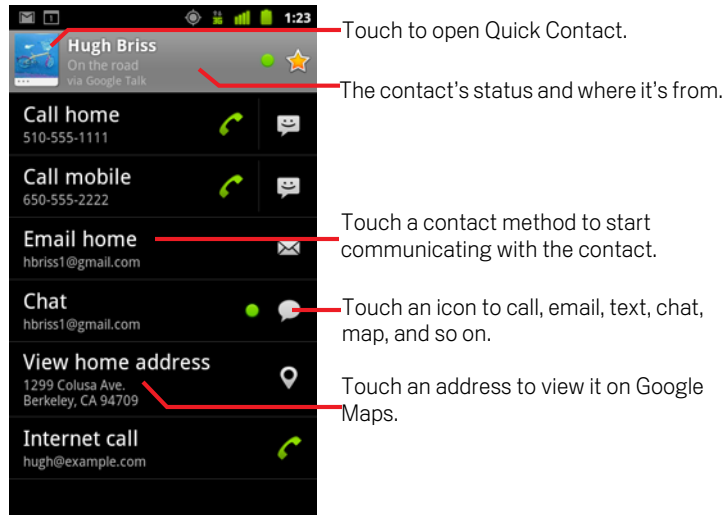 1:23
Hugh Briss
On the road
via Google Talk
Call home
510-555-1111
Call mobile
650-555-2222
Email home
hbriss1@gmail.com
Chat
hbriss1@gmail.com
View home address
1299 Colusa Ave.
Berkeley, CA 94709
Internet call
hugh@example.com
Touch to open Quick Contact.
The contact’s status and where it’s from.
Touch a contact method to start
communicating with the contact.
Touch an icon to call, email, text, chat,
map, and so on.
Touch an address to view it on Google
Maps.